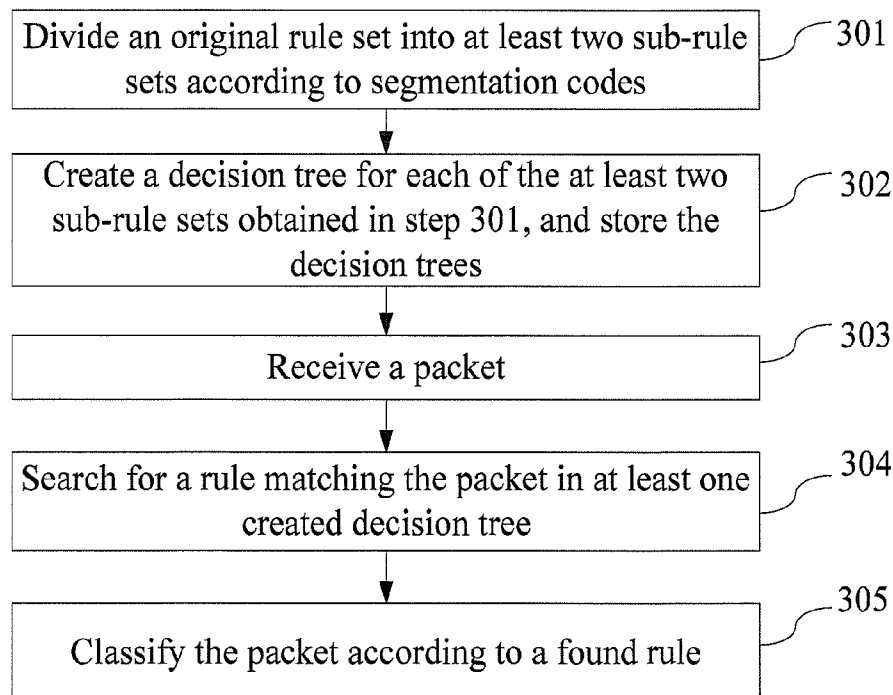 Divide an original rule set into at least two sub-rule
sets according to segmentation codes
301
Create a decision tree for each of the at least two
sub-rule sets obtained in step 301, and store the
decision trees
302
Receive a packet
303
Search for a rule matching the packet in at least one
created decision tree
304
Classify the packet according to a found rule
305